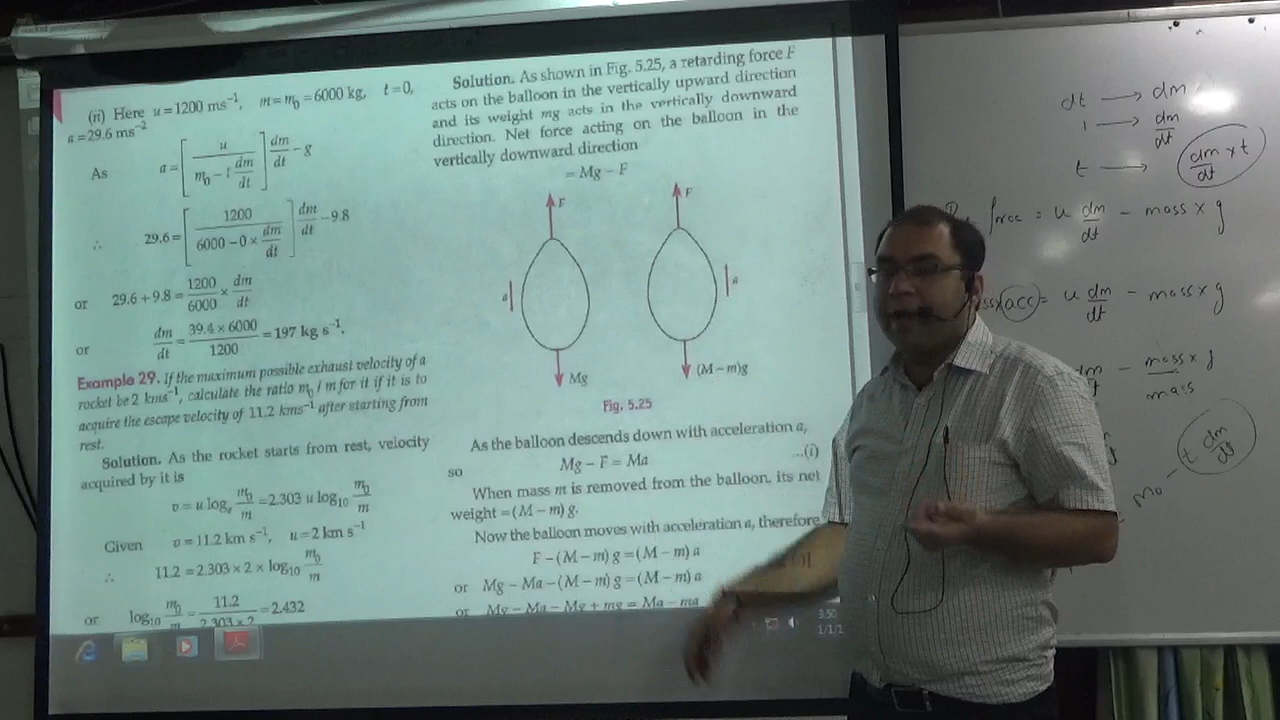 (ii) Here u = 1200 ms⁻¹, m = m₀ = 6000 kg, t = 0,
a = 29.6 ms⁻²
As a = [ u / (m₀ − t dm/dt) ] dm/dt − g
∴ 29.6 = [ 1200 / (6000 − 0 × dm/dt) ] dm/dt − 9.8
or 29.6 + 9.8 = 1200/6000 × dm/dt
or dm/dt = 39.4 × 6000 / 1200 = 197 kg s⁻¹.
Example 29. If the maximum possible exhaust velocity of a
rocket be 2 kms⁻¹, calculate the ratio m₀ / m for it if it is to
acquire the escape velocity of 11.2 kms⁻¹ after starting from
rest.
Solution. As the rocket starts from rest, velocity
acquired by it is
υ = u logₑ m₀/m = 2.303 u log₁₀ m₀/m
Given υ = 11.2 km s⁻¹, u = 2 km s⁻¹
∴ 11.2 = 2.303 × 2 × log₁₀ m₀/m
or log₁₀ m₀/m = 11.2 / 2.303 × 2 = 2.432
Solution. As shown in Fig. 5.25, a retarding force F
acts on the balloon in the vertically upward direction
and its weight mg acts in the vertically downward
direction. Net force acting on the balloon in the
vertically downward direction
= Mg − F
F F
a a
Mg (M − m)g
Fig. 5.25
As the balloon descends down with acceleration a,
so Mg − F = Ma ...(i)
When mass m is removed from the balloon, its net
weight = (M − m) g.
Now the balloon moves with acceleration a, therefore
F − (M − m) g = (M − m) a
or Mg − Ma − (M − m) g = (M − m) a
or Mg − Ma − Mg + mg = Ma − ma
dt → dm
1 → dm/dt
t → dm/dt × t
force = u dm/dt − mass × g
acc = u dm/dt − mass × g
dm − mass × g / mass
m₀ − t dm/dt